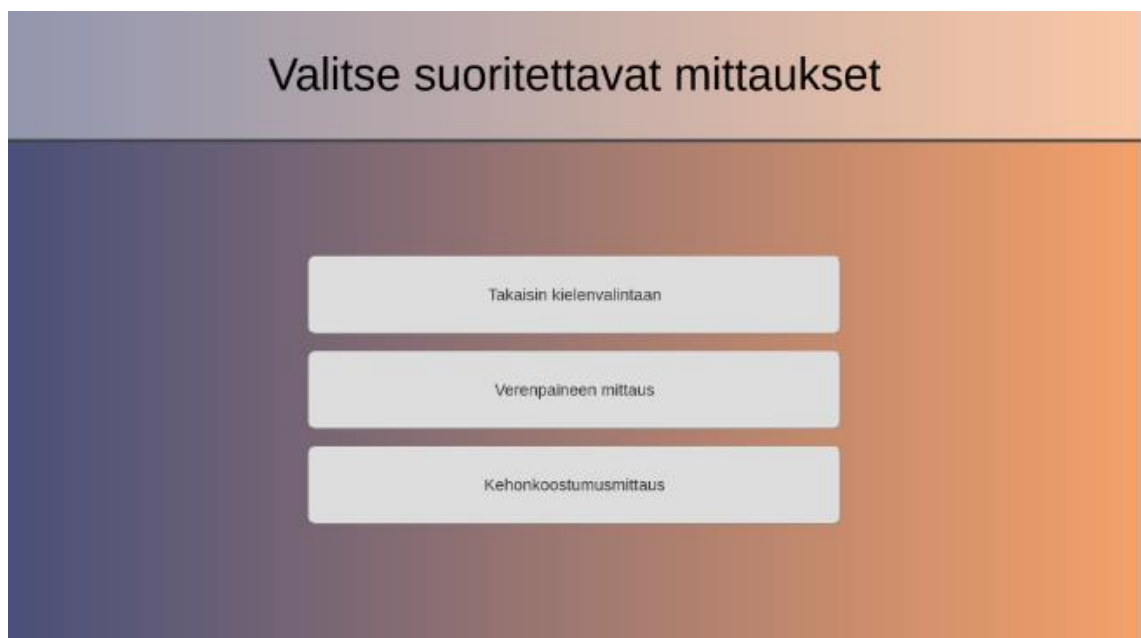 Valitse suoritettavat mittaukset
Takaisin kielenvalintaan
Verenpaineen mittaus
Kehonkoostumusmittaus